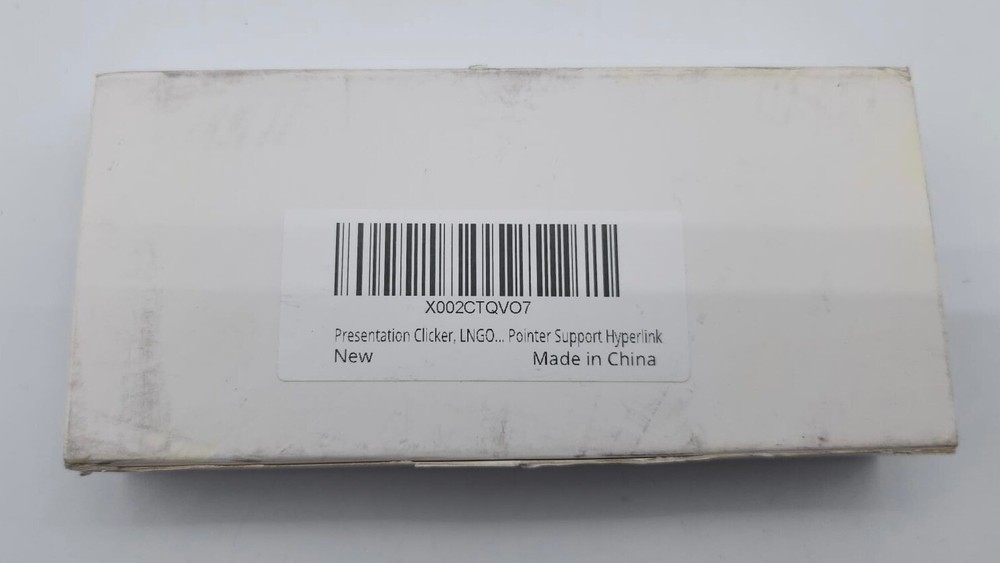 X002CTQVO7
Presentation Clicker, LNGO... Pointer Support Hyperlink
New Made in China